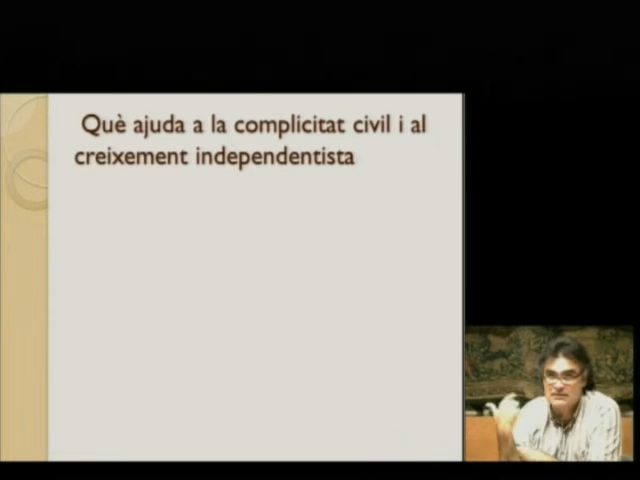 Què ajuda a la complicitat civil i al
creixement independentista